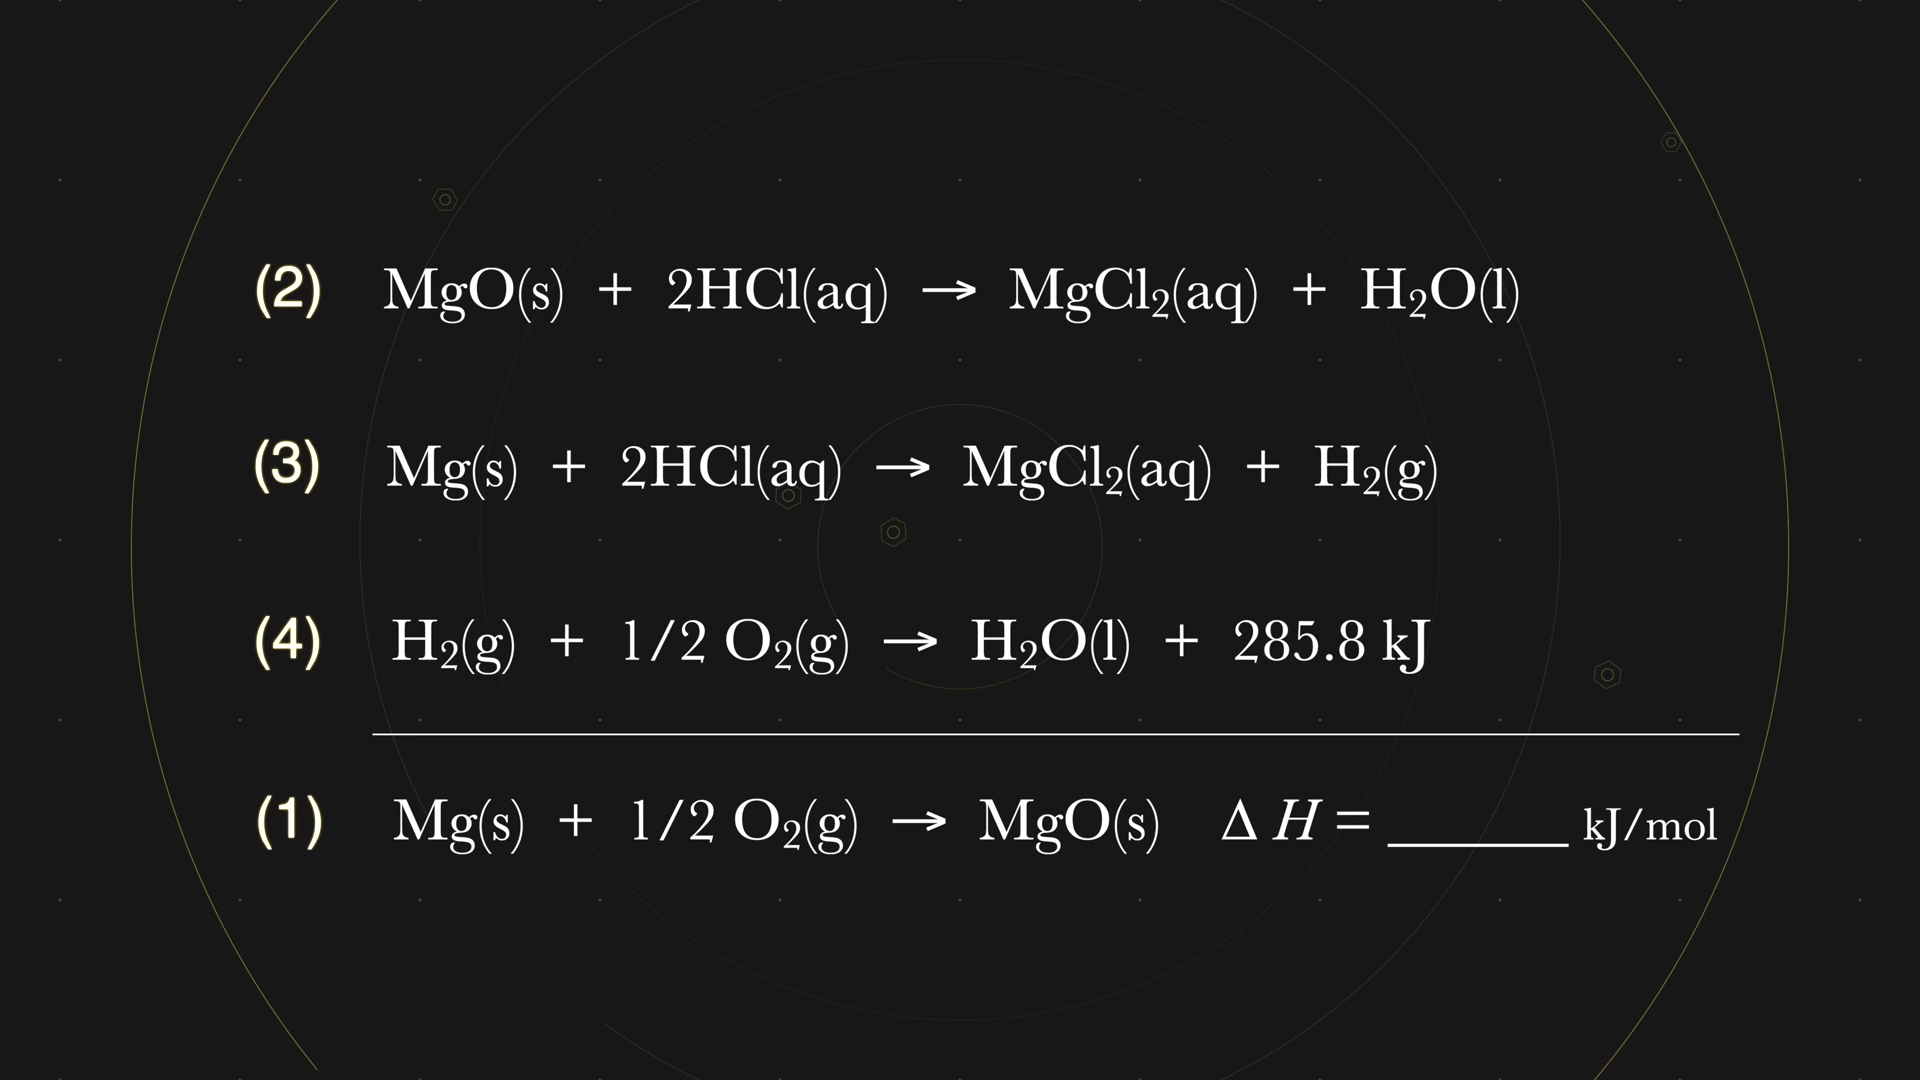 (2) MgO(s) + 2HCl(aq) → MgCl₂(aq) + H₂O(l)
(3) Mg(s) + 2HCl(aq) → MgCl₂(aq) + H₂(g)
(4) H₂(g) + 1/2 O₂(g) → H₂O(l) + 285.8 kJ
(1) Mg(s) + 1/2 O₂(g) → MgO(s) Δ H = ______ kJ/mol